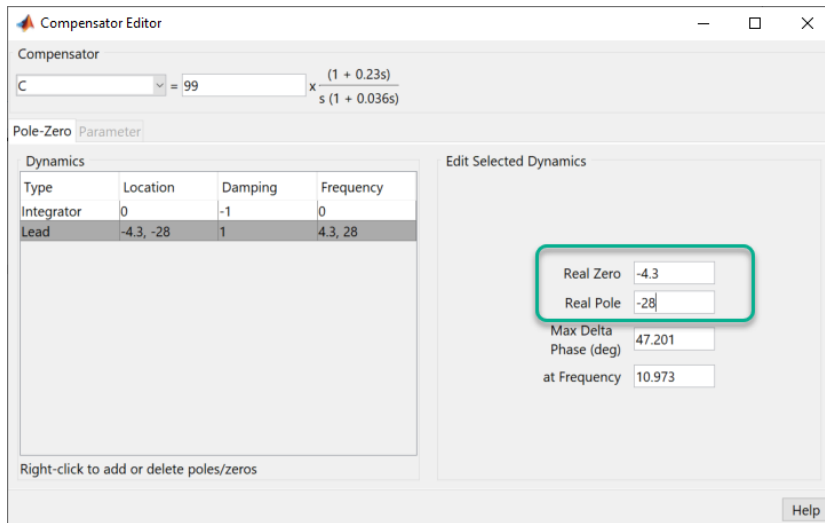 Compensator Editor
Compensator
C = 99 x (1 + 0.23s)
s (1 + 0.036s)
Pole-Zero Parameter
Dynamics
Type Location Damping Frequency
Integrator 0 -1 0
Lead -4.3, -28 1 4.3, 28
Right-click to add or delete poles/zeros
Edit Selected Dynamics
Real Zero -4.3
Real Pole -28
Max Delta
Phase (deg) 47.201
at Frequency 10.973
Help